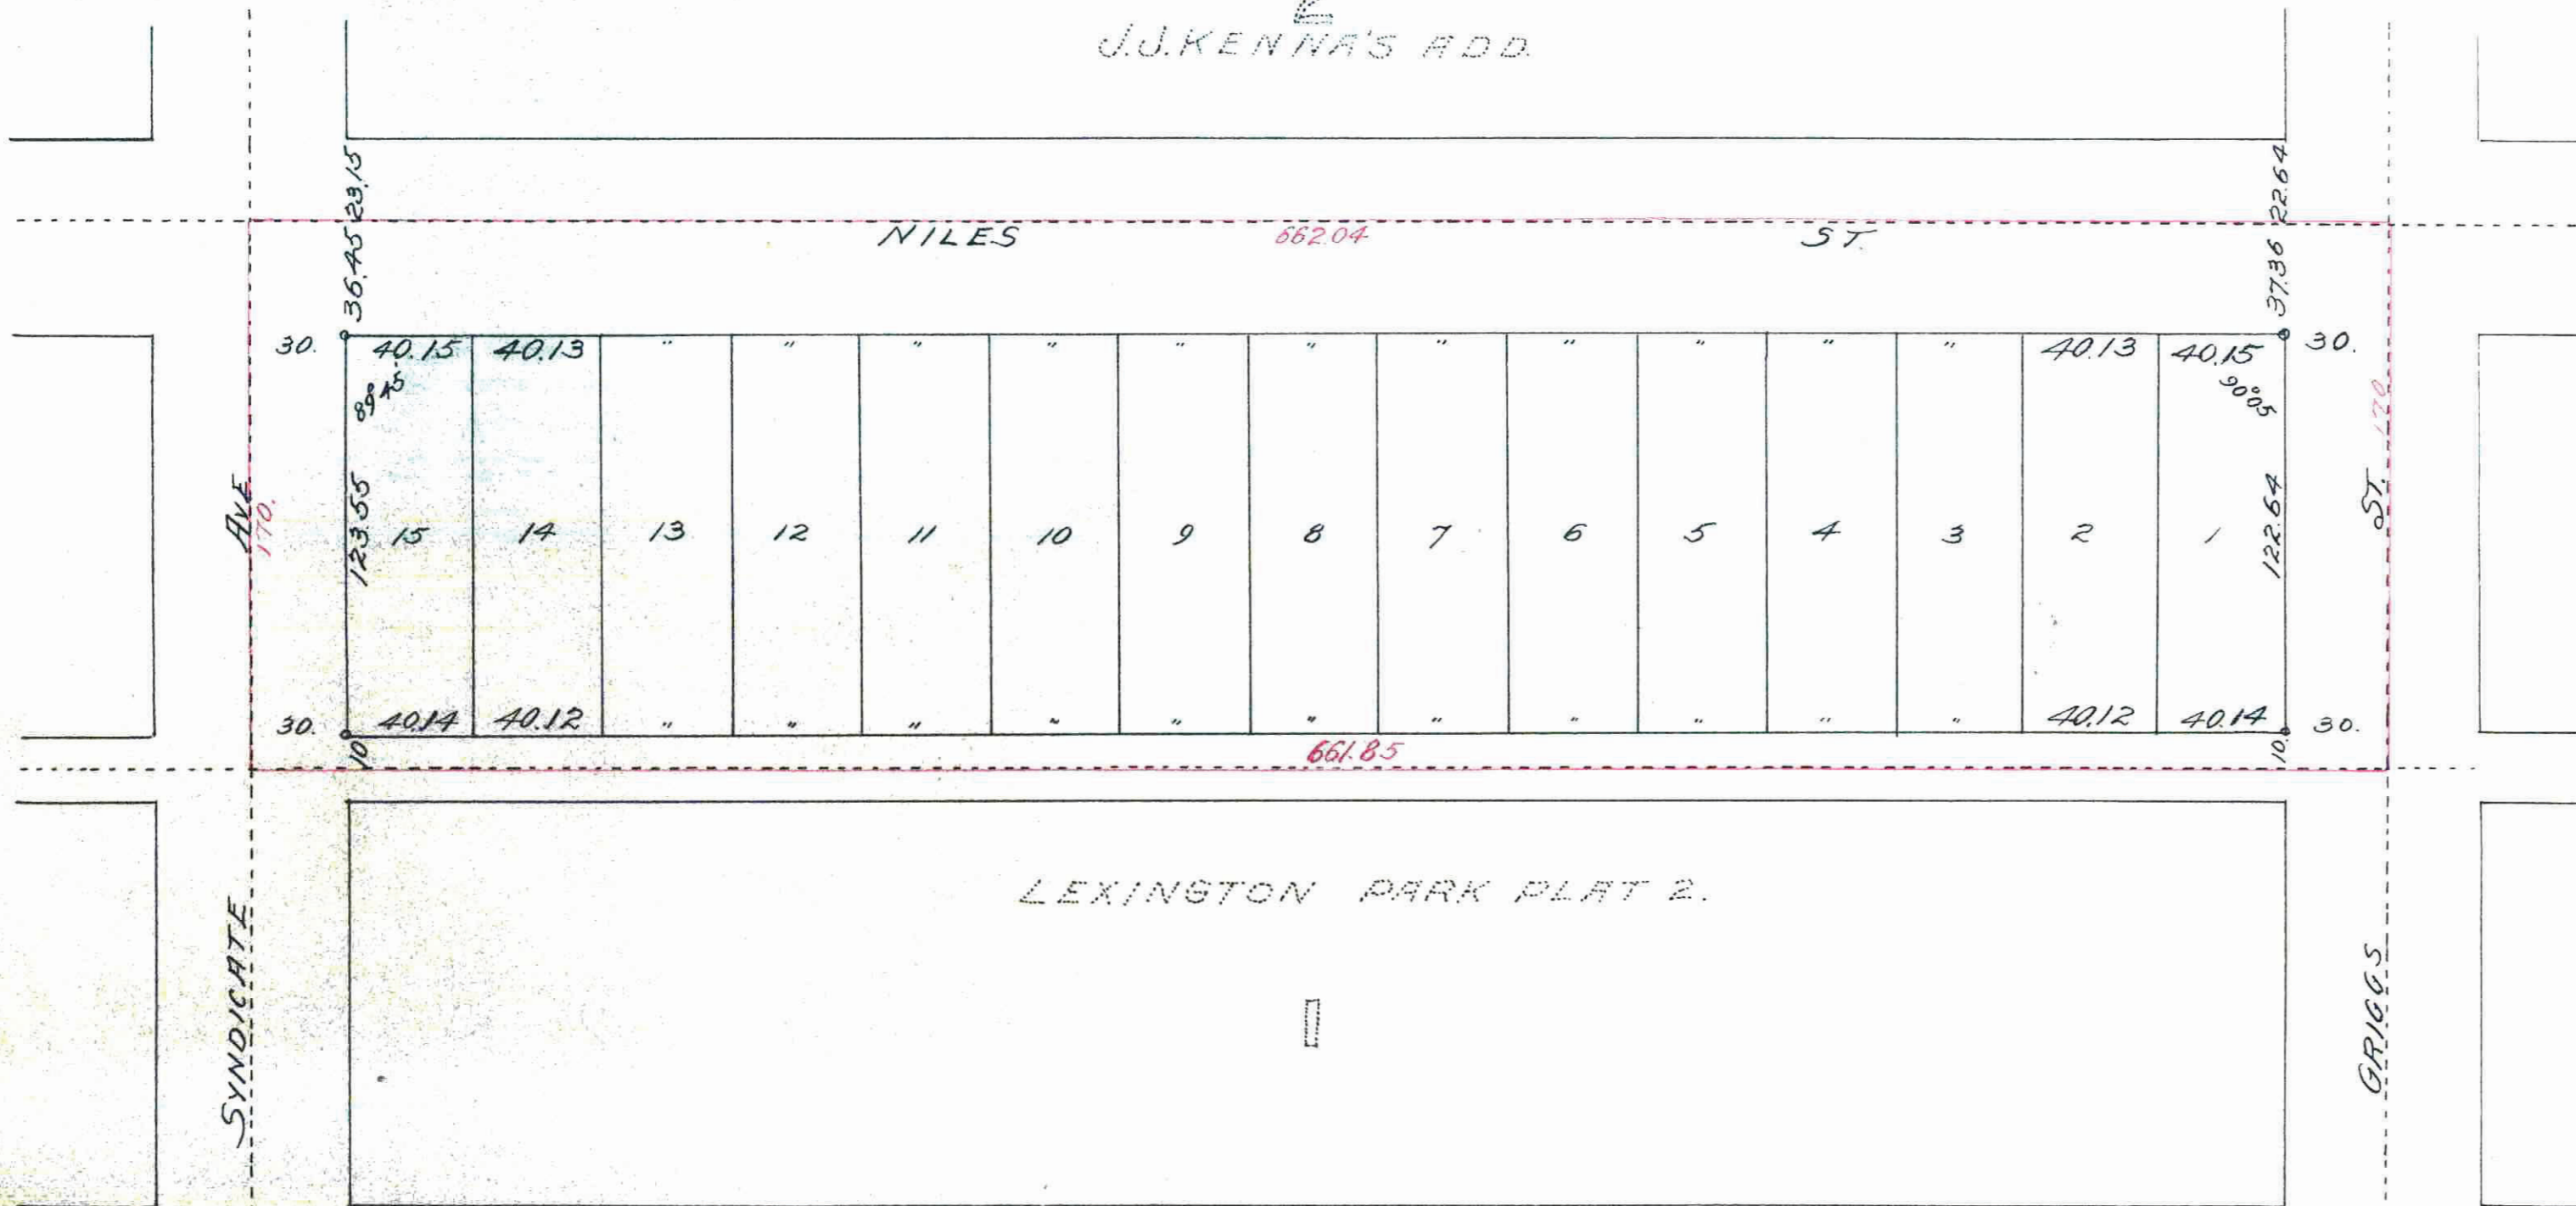 2
J.J. KENNA'S ADD.
23.15
22.64
NILES 662.04 ST.
36.45
37.36
30. 40.15 40.13 " " " " " " " " " " " 40.13 40.15 30.
89°45'
90°05
170.
AVE
170.
ST.
123.55
122.64
15 14 13 12 11 10 9 8 7 6 5 4 3 2 1
30. 40.14 40.12 " " " " " " " " " " " 40.12 40.14 30.
10
661.85
10.
LEXINGTON PARK PLAT 2.
SYNDICATE
GRIGGS
1